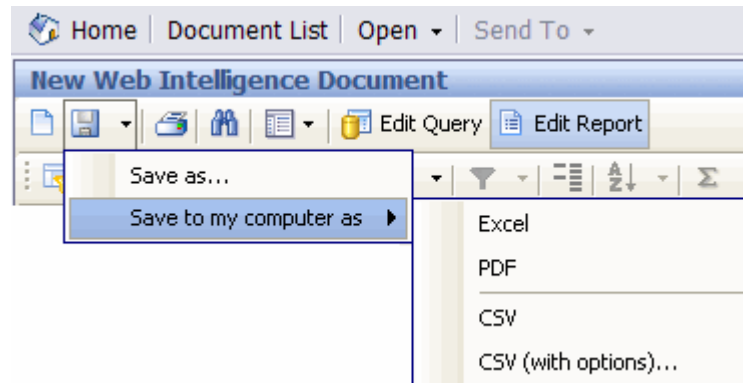 Home | Document List | Open | Send To
New Web Intelligence Document
Edit Query Edit Report
Save as...
Save to my computer as
Excel
PDF
CSV
CSV (with options)...